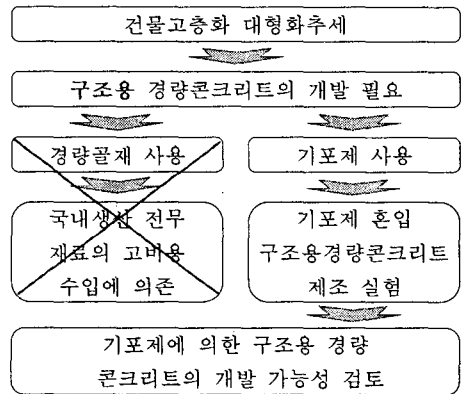 건물고층화 대형화추세
구조용 경량콘크리트의 개발 필요
경량골재 사용
기포제 사용
국내생산 전무
재료의 고비용
수입에 의존
기포제 혼입
구조용경량콘크리트
제조 실험
기포제에 의한 구조용 경량
콘크리트의 개발 가능성 검토